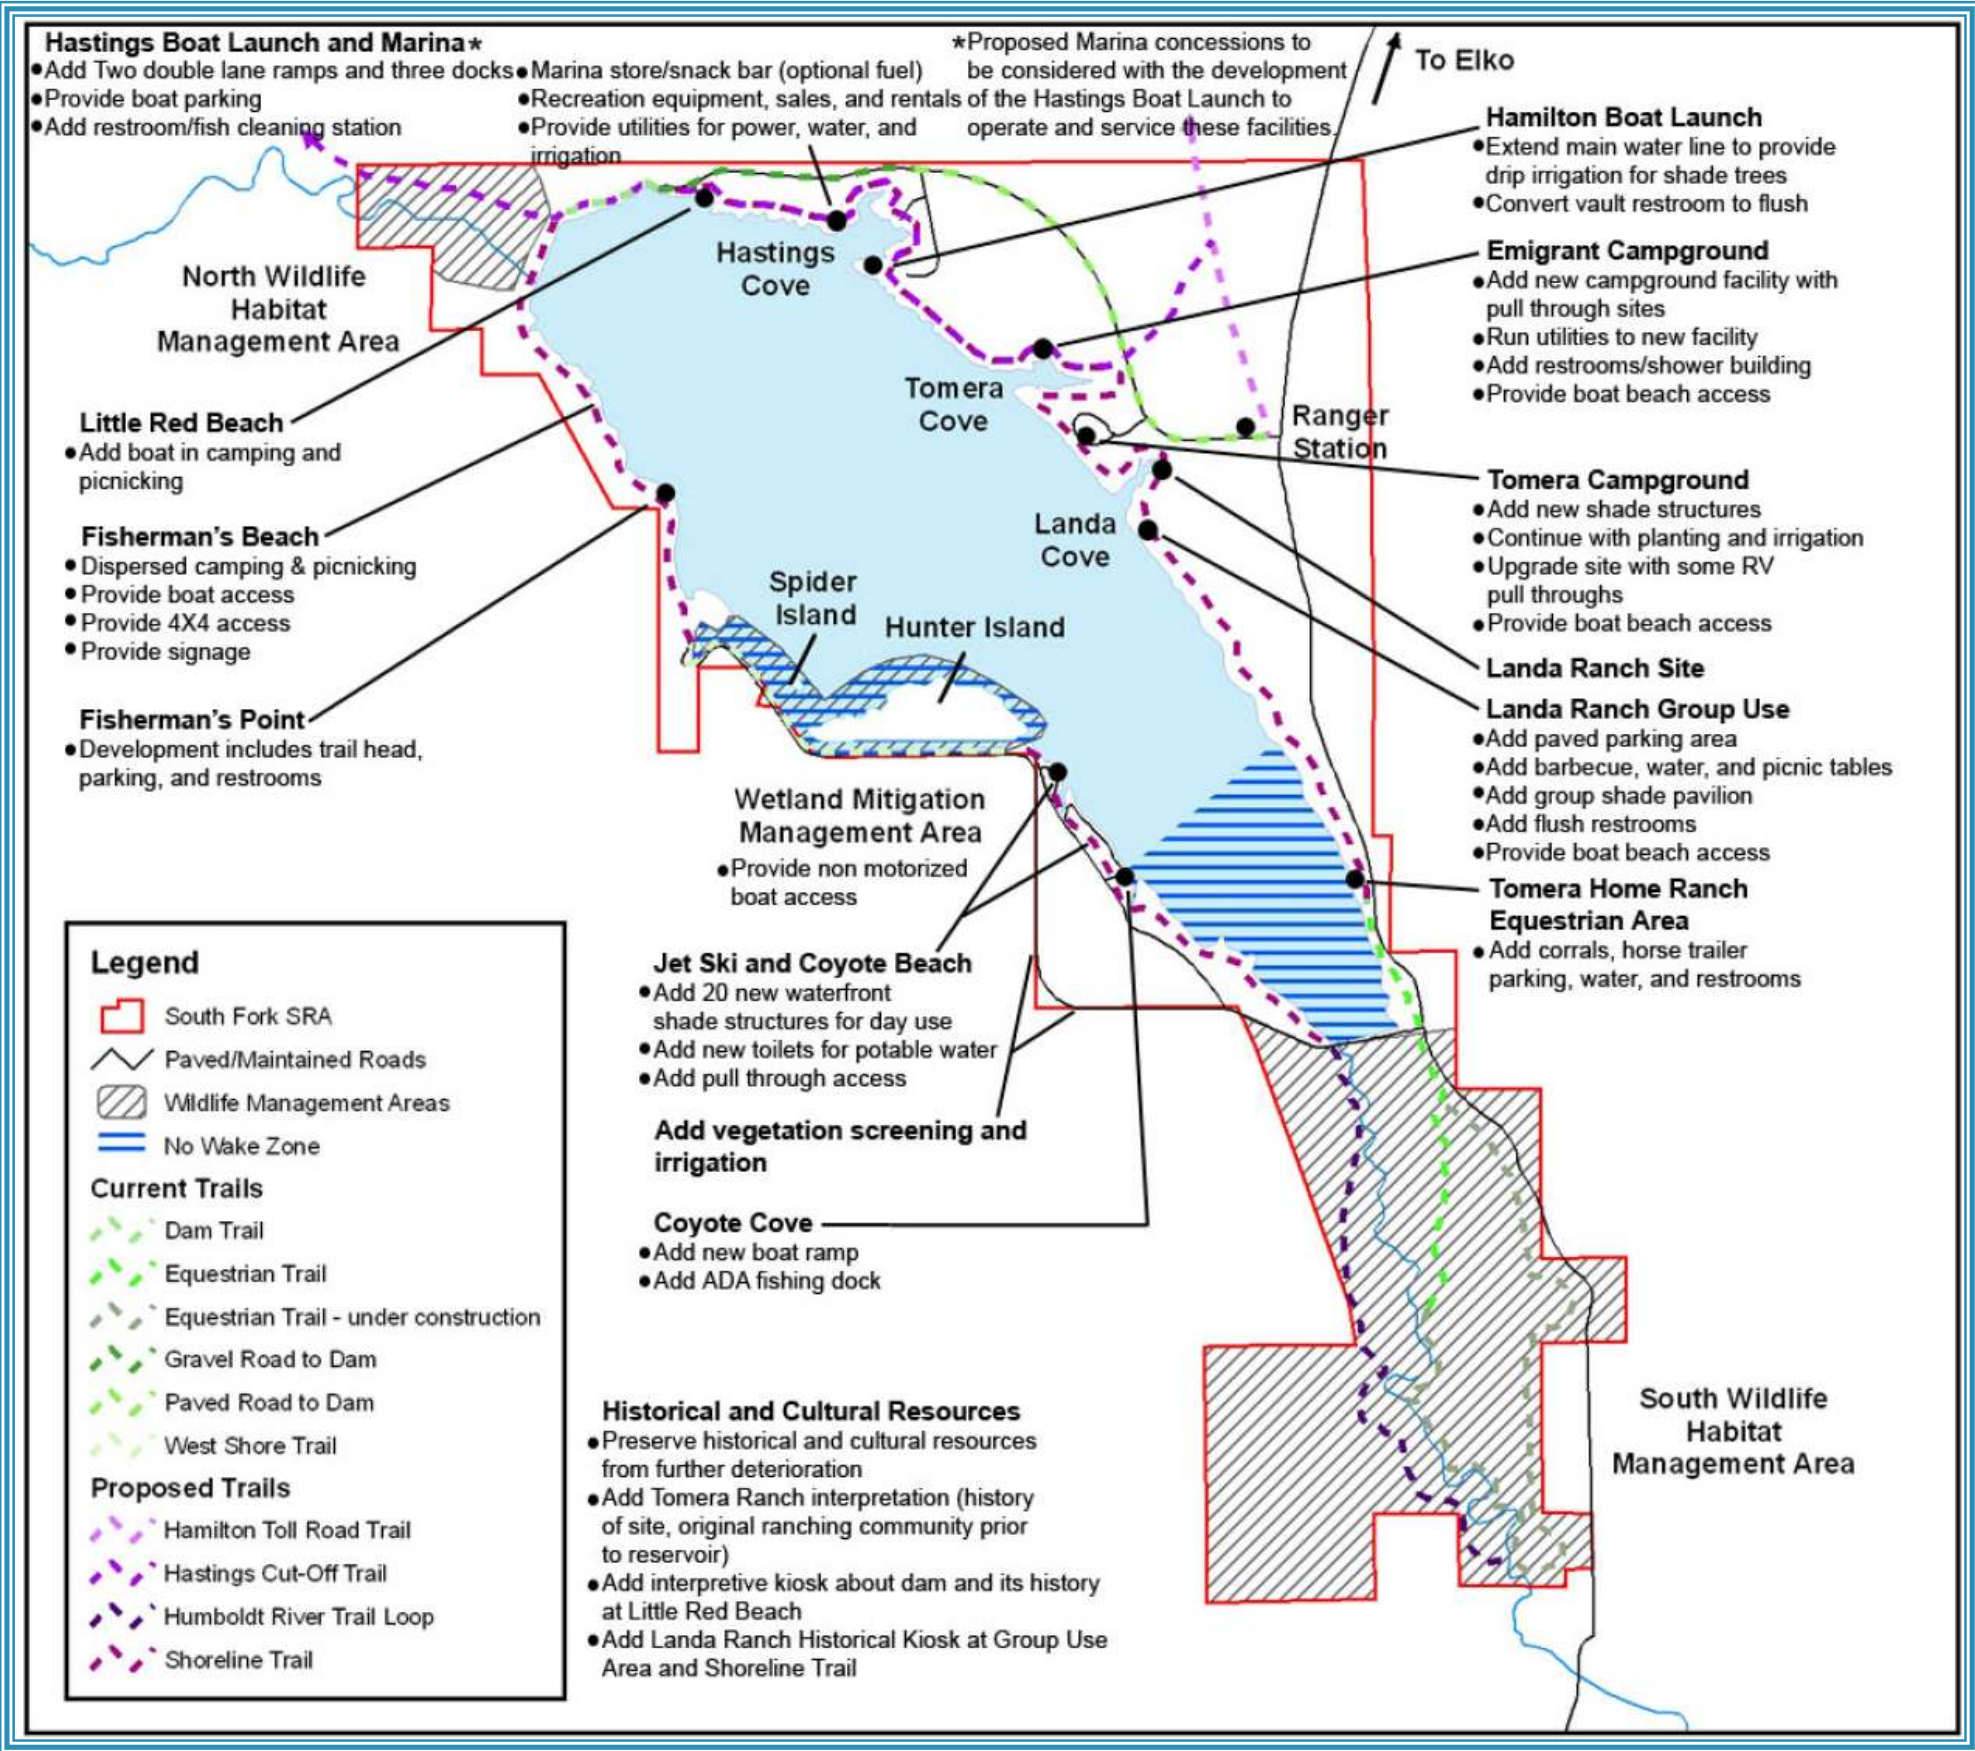 Hastings Boat Launch and Marina*
●Add Two double lane ramps and three docks
●Provide boat parking
●Add restroom/fish cleaning station
●Marina store/snack bar (optional fuel)
●Recreation equipment, sales, and rentals
●Provide utilities for power, water, and
irrigation
*Proposed Marina concessions to
be considered with the development
of the Hastings Boat Launch to
operate and service these facilities.
To Elko
Hamilton Boat Launch
●Extend main water line to provide
drip irrigation for shade trees
●Convert vault restroom to flush
Emigrant Campground
●Add new campground facility with
pull through sites
●Run utilities to new facility
●Add restrooms/shower building
●Provide boat beach access
North Wildlife
Habitat
Management Area
Hastings
Cove
Tomera
Cove
Ranger
Station
Little Red Beach
●Add boat in camping and
picnicking
Tomera Campground
●Add new shade structures
●Continue with planting and irrigation
●Upgrade site with some RV
pull throughs
●Provide boat beach access
Fisherman's Beach
●Dispersed camping & picnicking
●Provide boat access
●Provide 4X4 access
●Provide signage
Landa
Cove
Spider
Island
Hunter Island
Landa Ranch Site
Landa Ranch Group Use
●Add paved parking area
●Add barbecue, water, and picnic tables
●Add group shade pavilion
●Add flush restrooms
●Provide boat beach access
Fisherman's Point
●Development includes trail head,
parking, and restrooms
Wetland Mitigation
Management Area
●Provide non motorized
boat access
Tomera Home Ranch
Equestrian Area
●Add corrals, horse trailer
parking, water, and restrooms
Jet Ski and Coyote Beach
●Add 20 new waterfront
shade structures for day use
●Add new toilets for potable water
●Add pull through access
Add vegetation screening and
irrigation
Coyote Cove
●Add new boat ramp
●Add ADA fishing dock
Legend
South Fork SRA
Paved/Maintained Roads
Wildlife Management Areas
No Wake Zone
Current Trails
Dam Trail
Equestrian Trail
Equestrian Trail - under construction
Gravel Road to Dam
Paved Road to Dam
West Shore Trail
Proposed Trails
Hamilton Toll Road Trail
Hastings Cut-Off Trail
Humboldt River Trail Loop
Shoreline Trail
Historical and Cultural Resources
●Preserve historical and cultural resources
from further deterioration
●Add Tomera Ranch interpretation (history
of site, original ranching community prior
to reservoir)
●Add interpretive kiosk about dam and its history
at Little Red Beach
●Add Landa Ranch Historical Kiosk at Group Use
Area and Shoreline Trail
South Wildlife
Habitat
Management Area